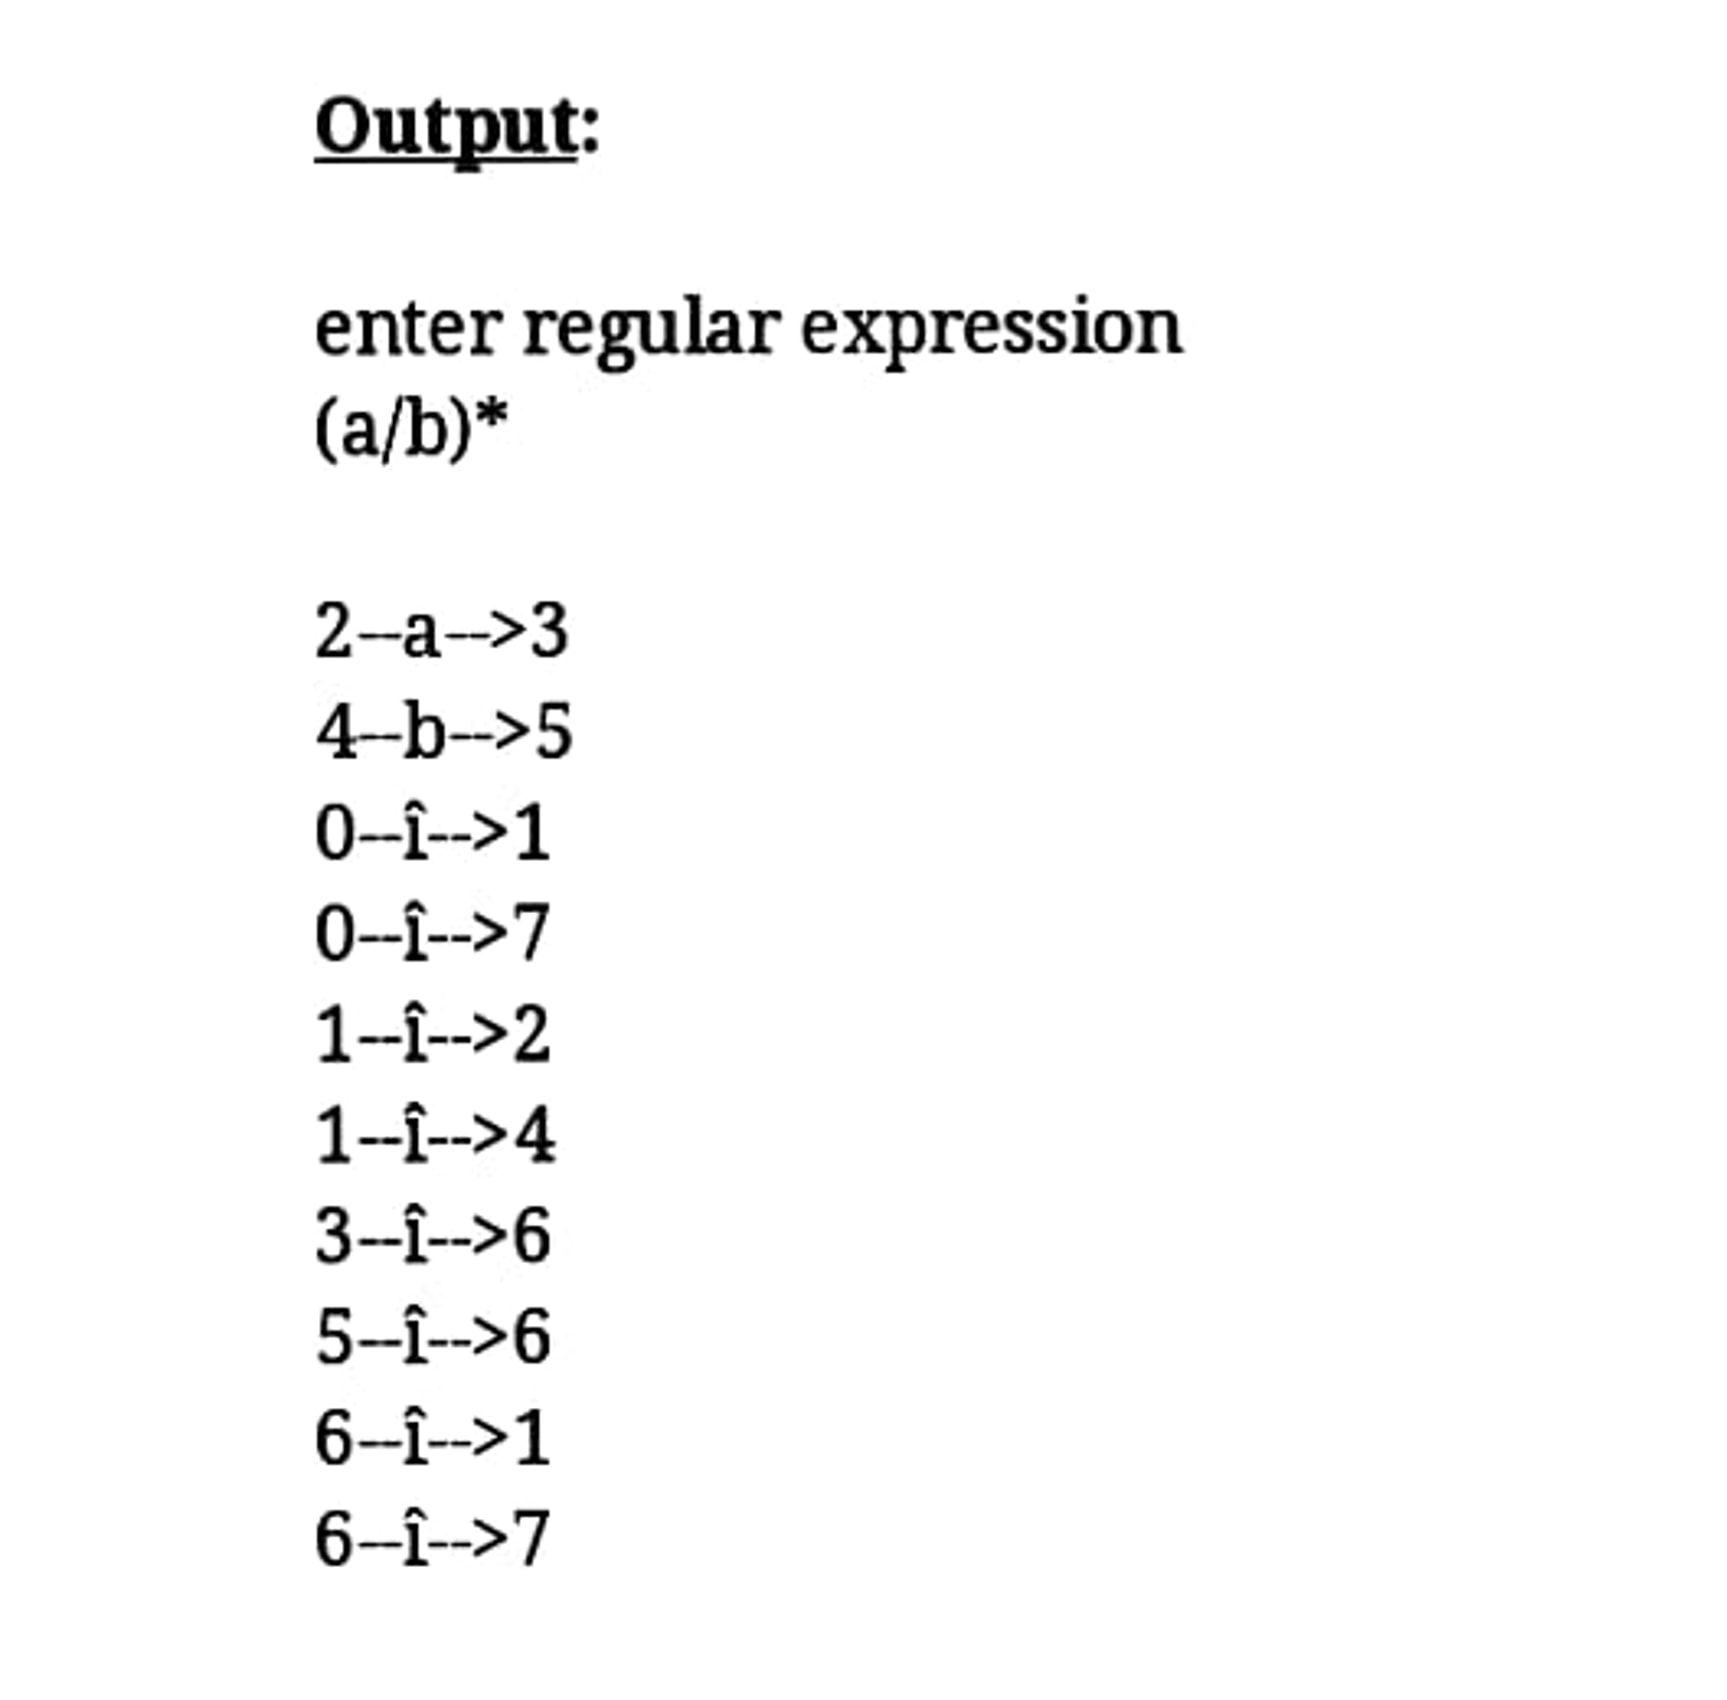 Output:
enter regular expression
(a/b)*
2--a-->3
4--b-->5
0--î-->1
0--î-->7
1--î-->2
1--î-->4
3--î-->6
5--î-->6
6--î-->1
6--î-->7